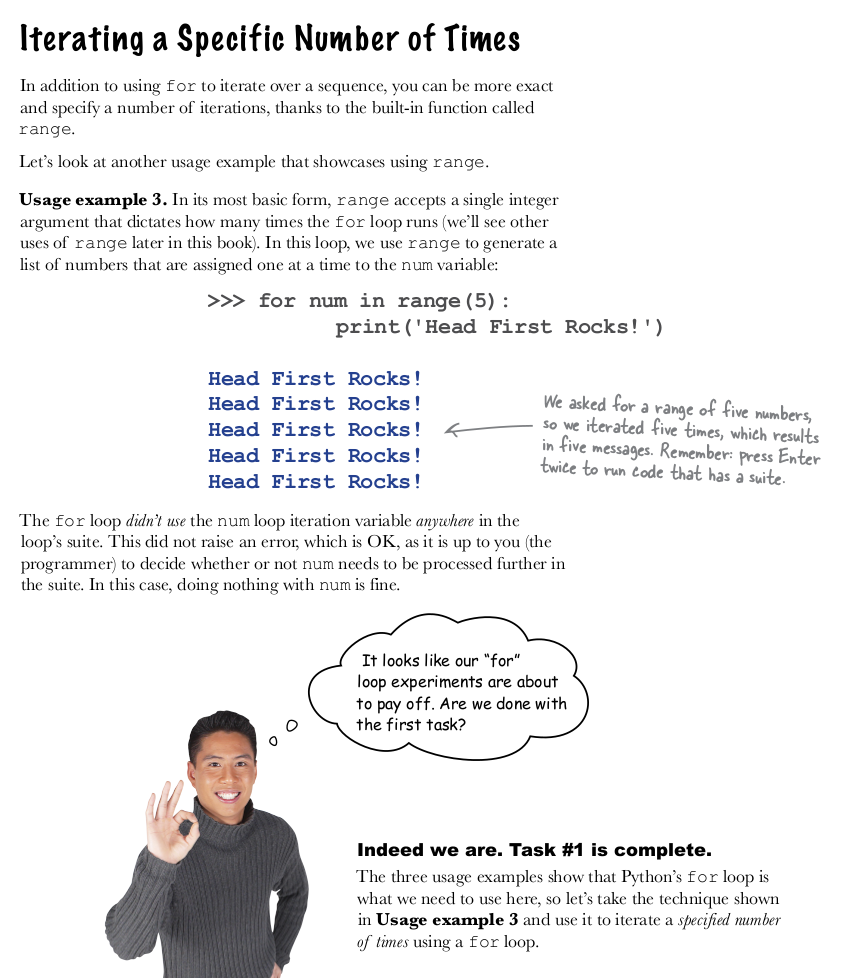 Iterating a Specific Number of Times
In addition to using for to iterate over a sequence, you can be more exact
and specify a number of iterations, thanks to the built-in function called
range.
Let’s look at another usage example that showcases using range.
Usage example 3. In its most basic form, range accepts a single integer
argument that dictates how many times the for loop runs (we’ll see other
uses of range later in this book). In this loop, we use range to generate a
list of numbers that are assigned one at a time to the num variable:
>>> for num in range(5):
print('Head First Rocks!')
Head First Rocks!
Head First Rocks!
Head First Rocks!
Head First Rocks!
Head First Rocks!
We asked for a range of five numbers,
so we iterated five times, which results
in five messages. Remember: press Enter
twice to run code that has a suite.
The for loop didn’t use the num loop iteration variable anywhere in the
loop’s suite. This did not raise an error, which is OK, as it is up to you (the
programmer) to decide whether or not num needs to be processed further in
the suite. In this case, doing nothing with num is fine.
It looks like our “for”
loop experiments are about
to pay off. Are we done with
the first task?
Indeed we are. Task #1 is complete.
The three usage examples show that Python’s for loop is
what we need to use here, so let’s take the technique shown
in Usage example 3 and use it to iterate a specified number
of times using a for loop.